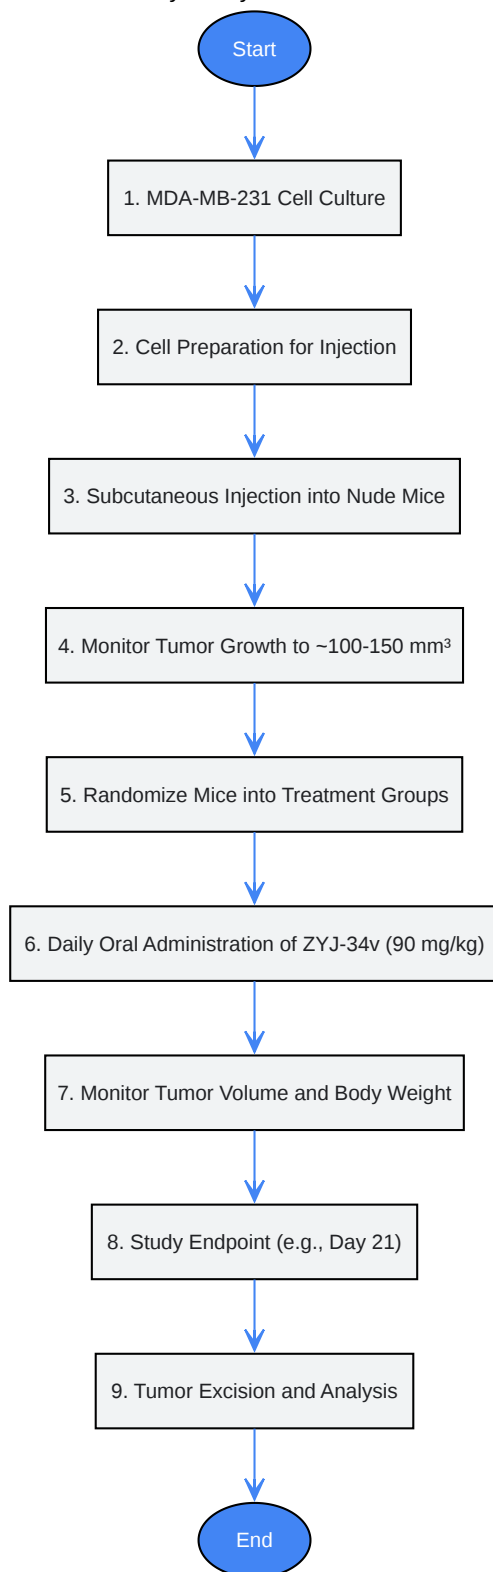 Start
1. MDA-MB-231 Cell Culture
2. Cell Preparation for Injection
3. Subcutaneous Injection into Nude Mice
4. Monitor Tumor Growth to ~100-150 mm³
5. Randomize Mice into Treatment Groups
6. Daily Oral Administration of ZYJ-34v (90 mg/kg)
7. Monitor Tumor Volume and Body Weight
8. Study Endpoint (e.g., Day 21)
9. Tumor Excision and Analysis
End